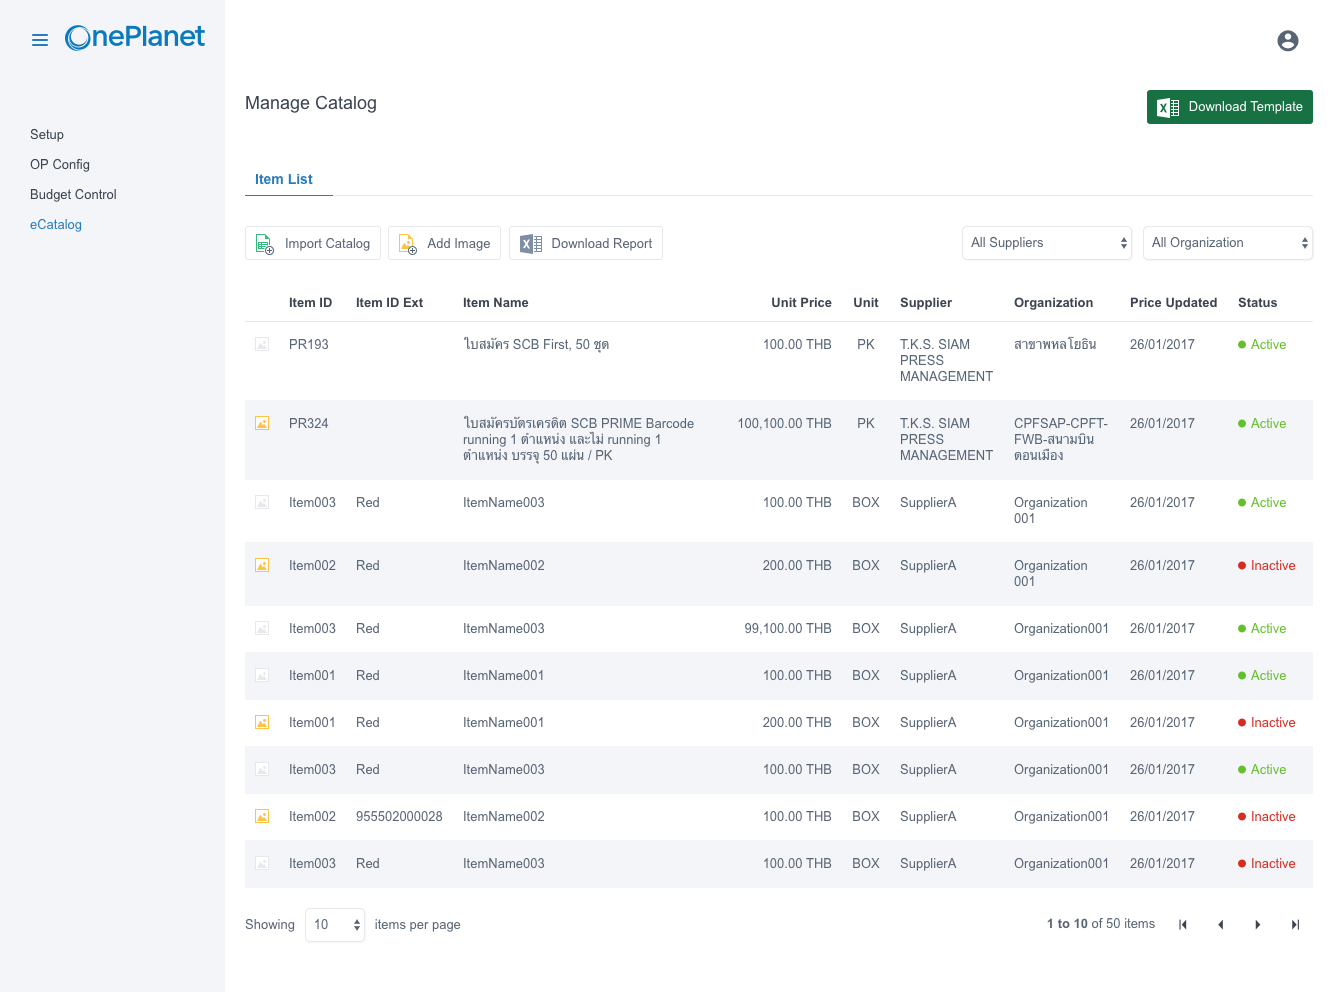 OnePlanet
Setup
OP Config
Budget Control
eCatalog
Manage Catalog
Download Template
Item List
Import Catalog Add Image Download Report All Suppliers All Organization
Item ID Item ID Ext Item Name Unit Price Unit Supplier Organization Price Updated Status
PR193 ใบสมัคร SCB First, 50 ชุด 100.00 THB PK T.K.S. SIAM สาขาพหลโยธิน 26/01/2017 Active
PRESS
MANAGEMENT
PR324 ใบสมัครบัตรเครดิต SCB PRIME Barcode 100,100.00 THB PK T.K.S. SIAM CPFSAP-CPFT- 26/01/2017 Active
running 1 ตำแหน่ง และไม่ running 1 PRESS FWB-สนามบิน
ตำแหน่ง บรรจุ 50 แผ่น / PK MANAGEMENT ดอนเมือง
Item003 Red ItemName003 100.00 THB BOX SupplierA Organization 26/01/2017 Active
001
Item002 Red ItemName002 200.00 THB BOX SupplierA Organization 26/01/2017 Inactive
001
Item003 Red ItemName003 99,100.00 THB BOX SupplierA Organization001 26/01/2017 Active
Item001 Red ItemName001 100.00 THB BOX SupplierA Organization001 26/01/2017 Active
Item001 Red ItemName001 200.00 THB BOX SupplierA Organization001 26/01/2017 Inactive
Item003 Red ItemName003 100.00 THB BOX SupplierA Organization001 26/01/2017 Active
Item002 955502000028 ItemName002 100.00 THB BOX SupplierA Organization001 26/01/2017 Inactive
Item003 Red ItemName003 100.00 THB BOX SupplierA Organization001 26/01/2017 Inactive
Showing 10 items per page 1 to 10 of 50 items